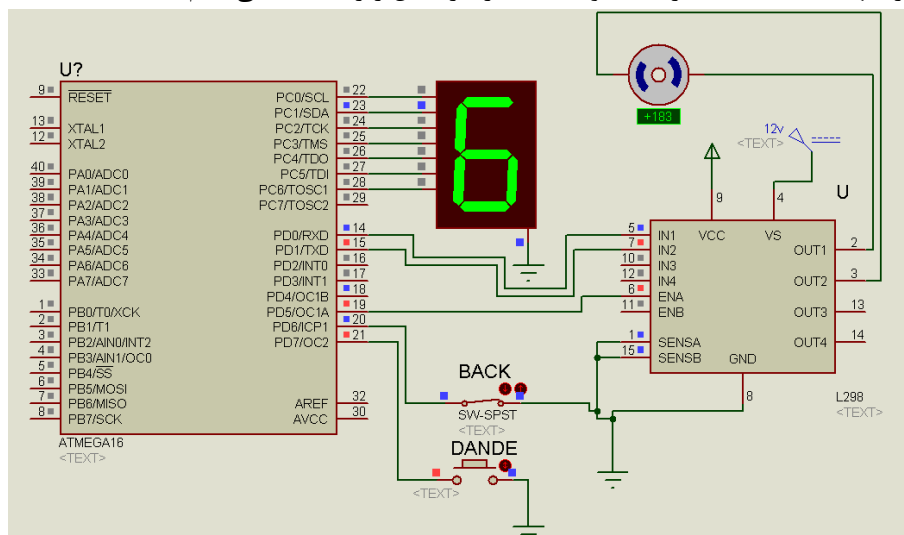 U?
9 RESET
13 XTAL1
12 XTAL2
40 PA0/ADC0
39 PA1/ADC1
38 PA2/ADC2
37 PA3/ADC3
36 PA4/ADC4
35 PA5/ADC5
34 PA6/ADC6
33 PA7/ADC7
1 PB0/T0/XCK
2 PB1/T1
3 PB2/AIN0/INT2
4 PB3/AIN1/OC0
5 PB4/SS
6 PB5/MOSI
7 PB6/MISO
8 PB7/SCK
PC0/SCL 22
PC1/SDA 23
PC2/TCK 24
PC3/TMS 25
PC4/TDO 26
PC5/TDI 27
PC6/TOSC1 28
PC7/TOSC2 29
PD0/RXD 14
PD1/TXD 15
PD2/INT0 16
PD3/INT1 17
PD4/OC1B 18
PD5/OC1A 19
PD6/ICP1 20
PD7/OC2 21
AREF 32
AVCC 30
ATMEGA16
<TEXT>
6
+183
12v
<TEXT>
BACK
SW-SPST
<TEXT>
DANDE
<TEXT>
U
9 VCC
4 VS
5 IN1
7 IN2
10 IN3
12 IN4
6 ENA
11 ENB
1 SENSA
15 SENSB
GND 8
OUT1 2
OUT2 3
OUT3 13
OUT4 14
L298
<TEXT>